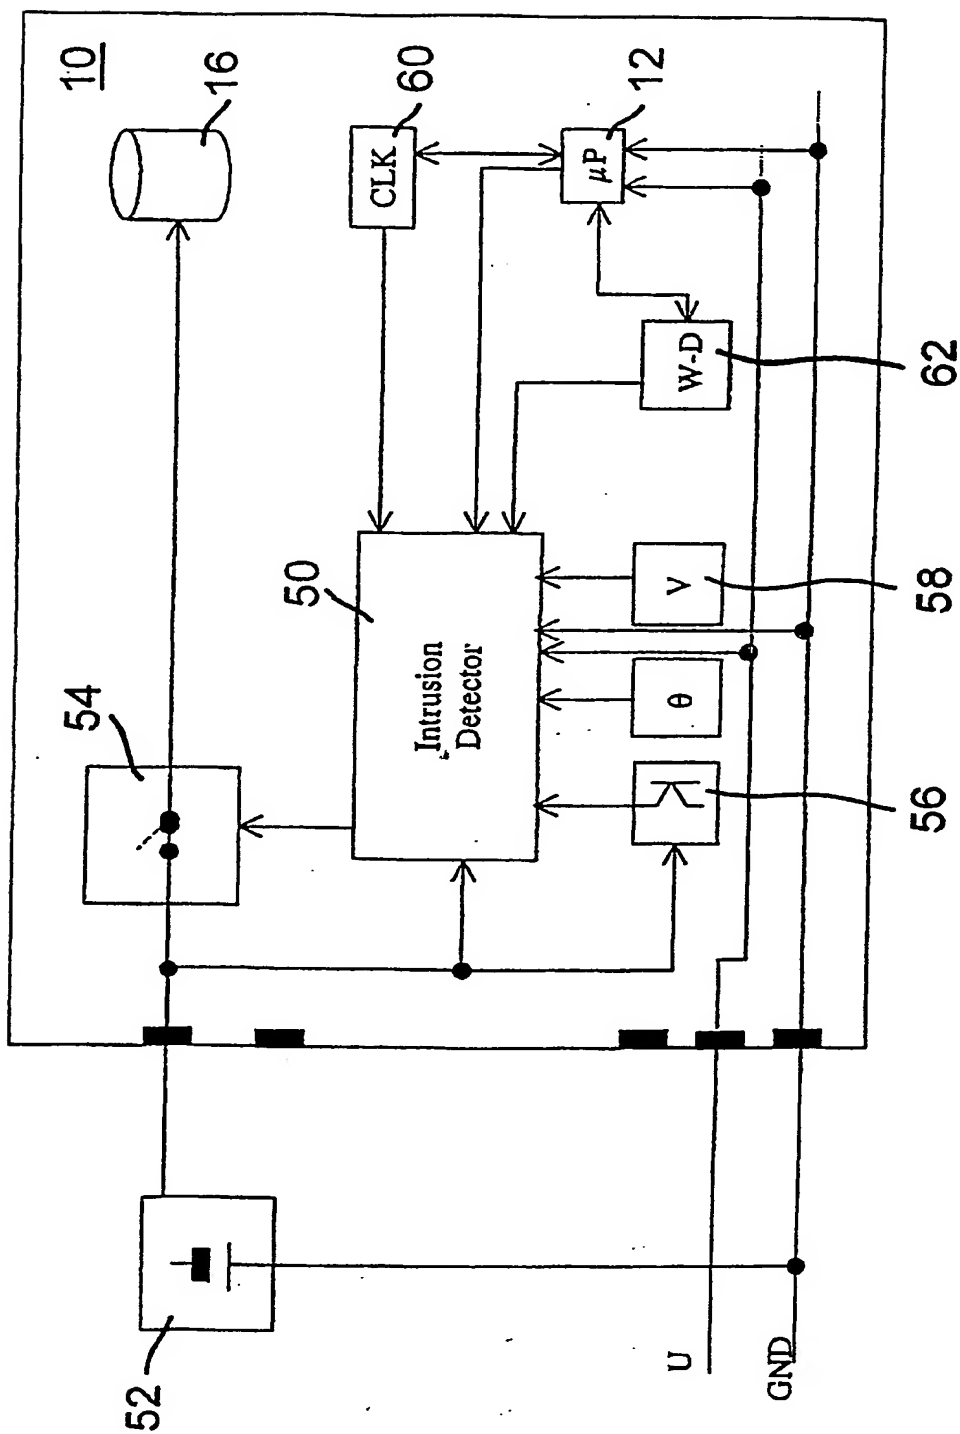 10
16
60
CLK
12
μP
W-D
62
50
Intrusion
Detector
54
V
58
θ
56
52
U
GND